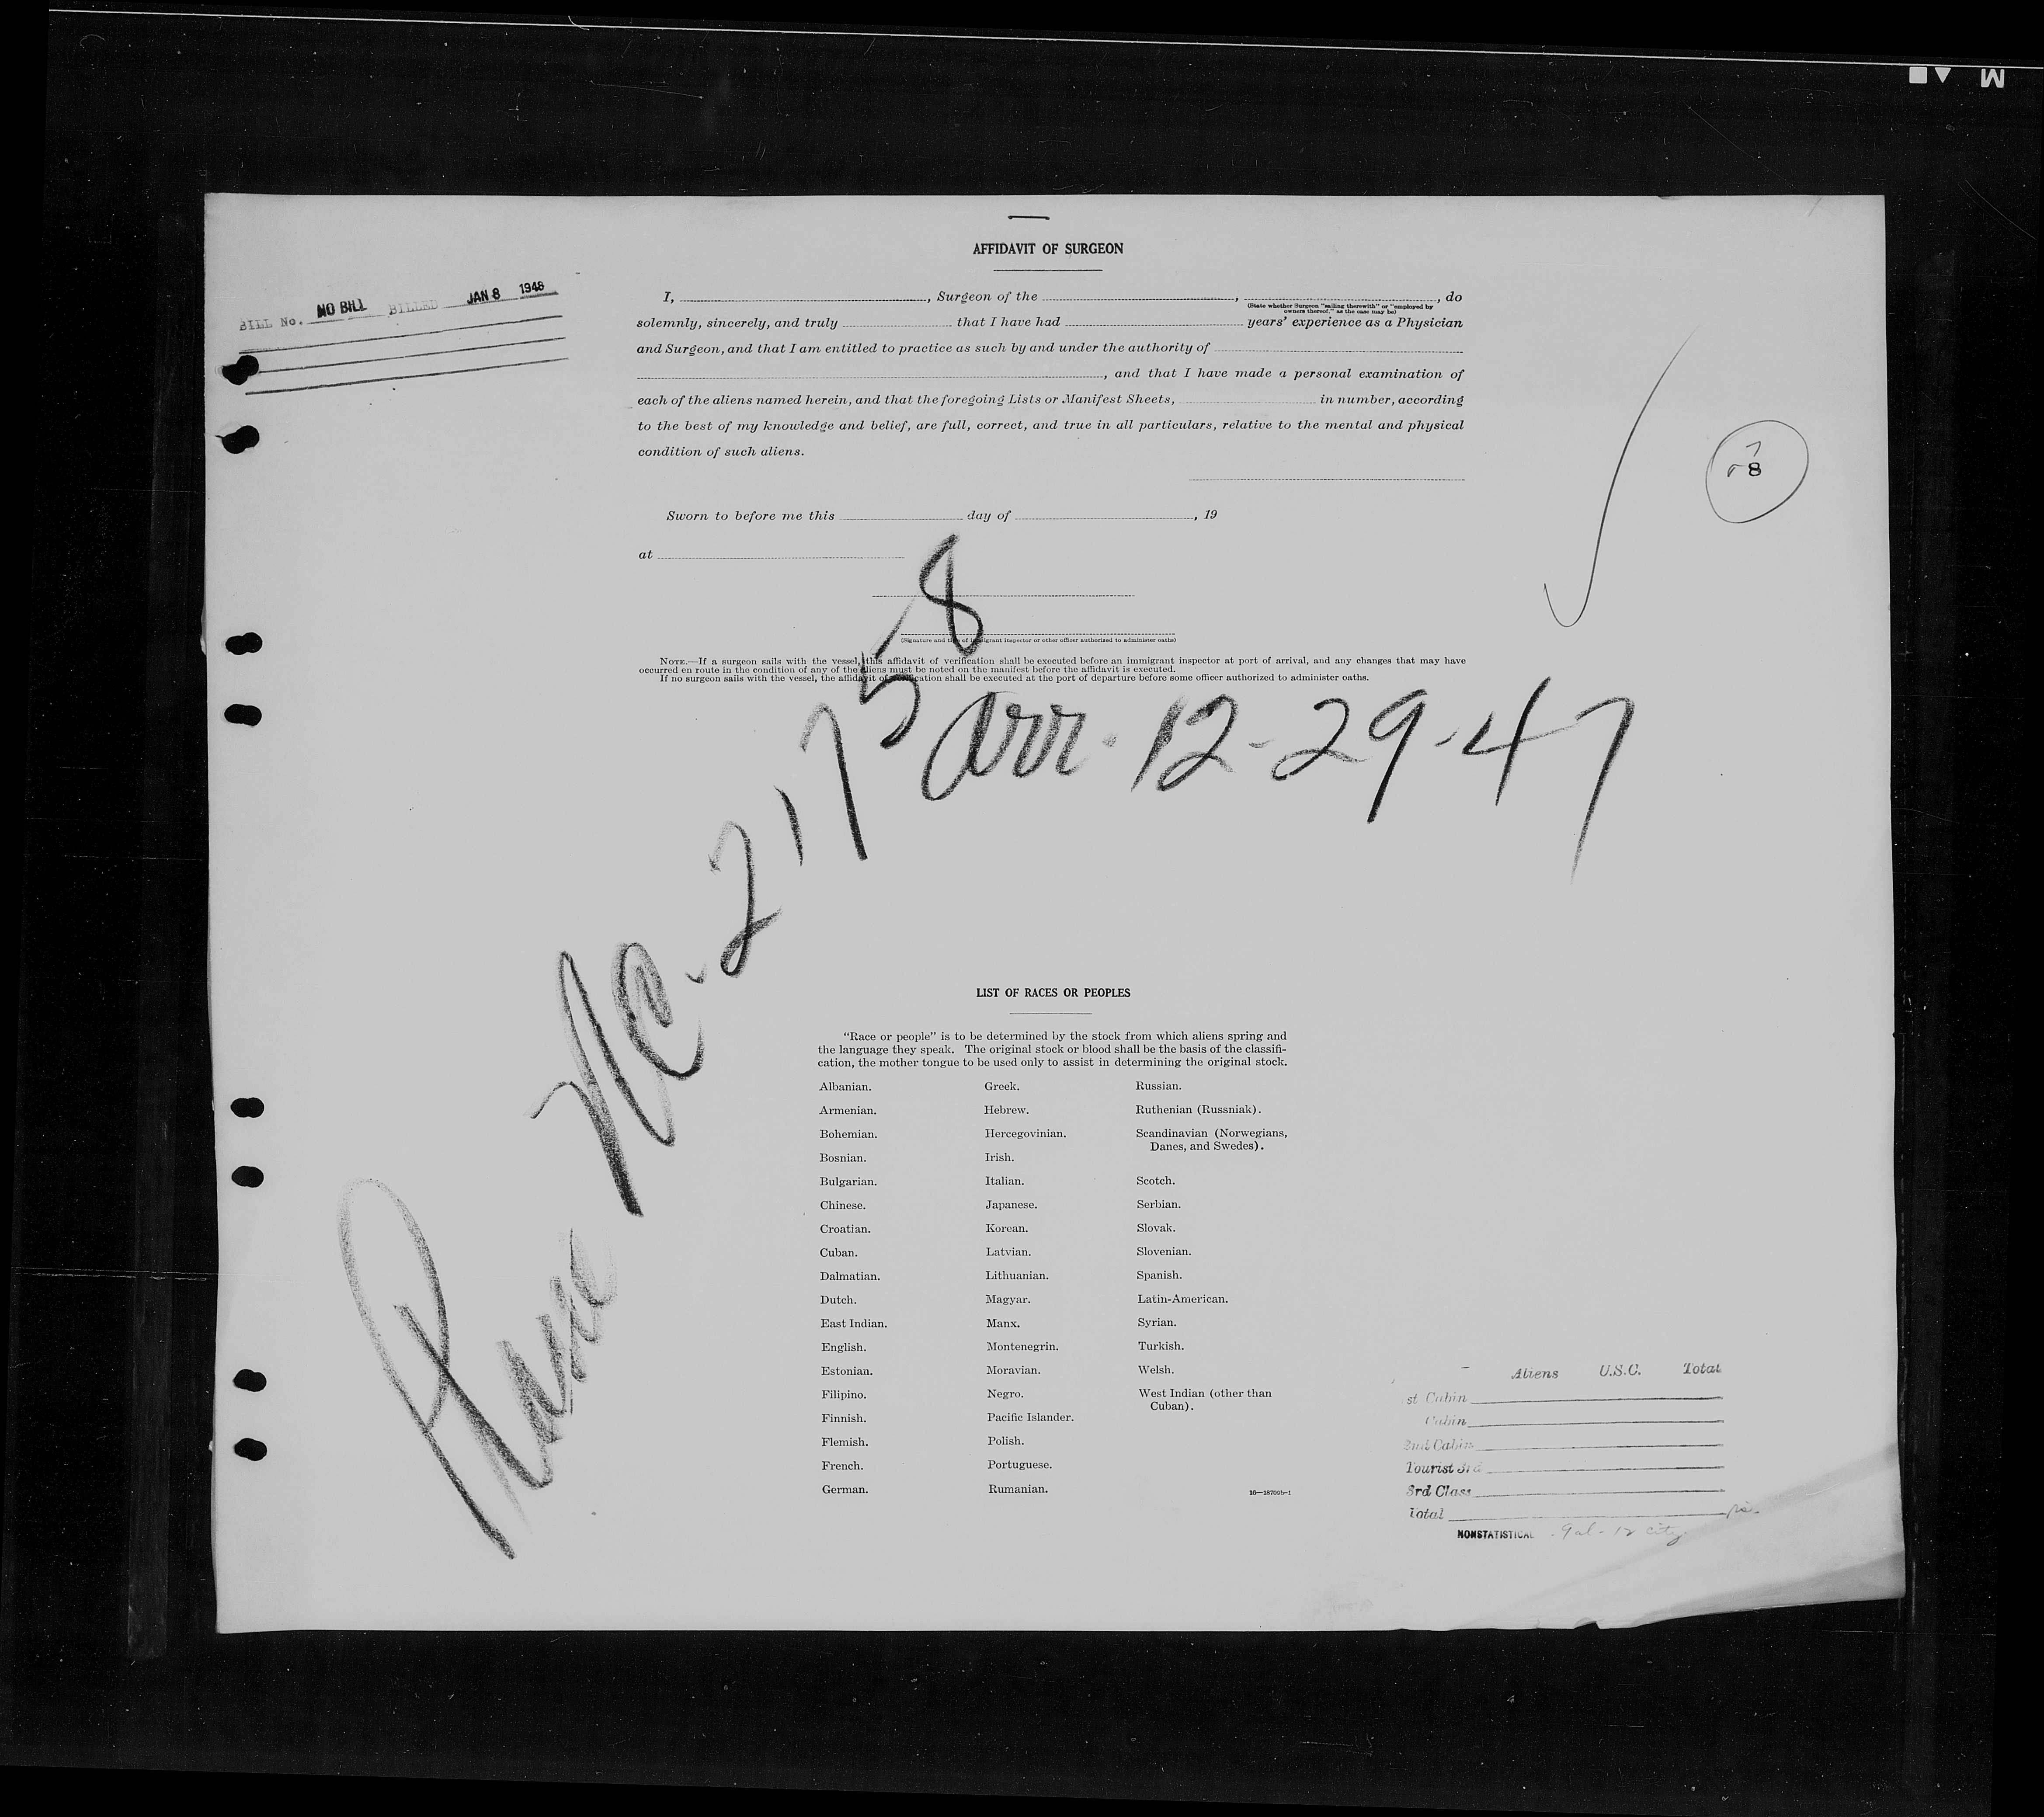 AFFIDAVIT OF SURGEON
BILL No. NO BILL BILLED JAN 8 1948
I, , Surgeon of the , , do
(State whether Surgeon "sailing therewith" or "employed by
owners thereof," as the case may be)
solemnly, sincerely, and truly that I have had years' experience as a Physician
and Surgeon, and that I am entitled to practice as such by and under the authority of
, and that I have made a personal examination of
each of the aliens named herein, and that the foregoing Lists or Manifest Sheets, in number, according
to the best of my knowledge and belief, are full, correct, and true in all particulars, relative to the mental and physical
condition of such aliens.
8
Sworn to before me this day of , 19
at
(Signature and title of immigrant inspector or other officer authorized to administer oaths)
NOTE.—If a surgeon sails with the vessel, this affidavit of verification shall be executed before an immigrant inspector at port of arrival, and any changes that may have
occurred en route in the condition of any of the aliens must be noted on the manifest before the affidavit is executed.
If no surgeon sails with the vessel, the affidavit of verification shall be executed at the port of departure before some officer authorized to administer oaths.
Plane NC-21758
arr. 12-29-47
LIST OF RACES OR PEOPLES
"Race or people" is to be determined by the stock from which aliens spring and
the language they speak. The original stock or blood shall be the basis of the classifi-
cation, the mother tongue to be used only to assist in determining the original stock.
Albanian. Greek. Russian.
Armenian. Hebrew. Ruthenian (Russniak).
Bohemian. Hercegovinian. Scandinavian (Norwegians,
Danes, and Swedes).
Bosnian. Irish.
Bulgarian. Italian. Scotch.
Chinese. Japanese. Serbian.
Croatian. Korean. Slovak.
Cuban. Latvian. Slovenian.
Dalmatian. Lithuanian. Spanish.
Dutch. Magyar. Latin-American.
East Indian. Manx. Syrian.
English. Montenegrin. Turkish.
Estonian. Moravian. Welsh.
Filipino. Negro. West Indian (other than
Cuban).
Finnish. Pacific Islander.
Flemish. Polish.
French. Portuguese.
German. Rumanian.
Aliens U.S.C. Total
st Cabin
Cabin
2nd Cabin
Tourist 3rd
3rd Class
Total
NONSTATISTICAL